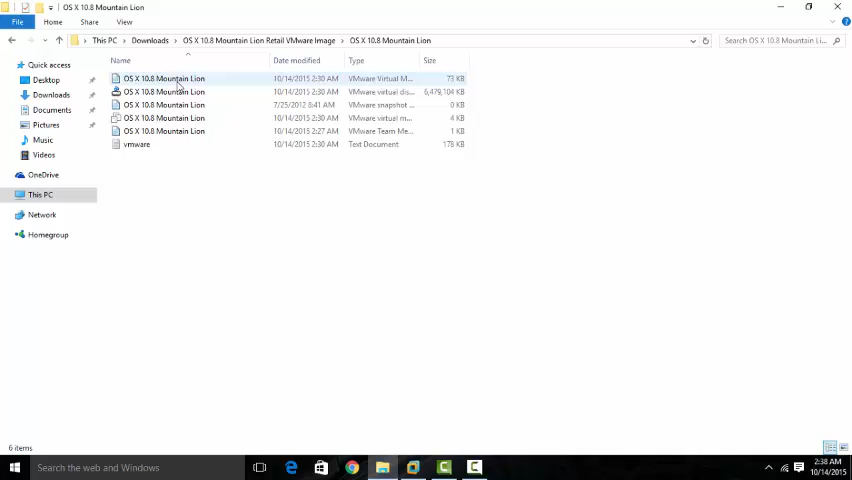 OS X 10.8 Mountain Lion
File Home Share View
This PC Downloads OS X 10.8 Mountain Lion Retail VMware Image OS X 10.8 Mountain Lion Search OS X 10.8 Mountain Li...
Name Date modified Type Size
OS X 10.8 Mountain Lion 10/14/2015 2:30 AM VMware Virtual M... 73 KB
OS X 10.8 Mountain Lion 10/14/2015 2:30 AM VMware virtual dis... 6,479,104 KB
OS X 10.8 Mountain Lion 7/25/2012 8:41 AM VMware snapshot ... 0 KB
OS X 10.8 Mountain Lion 10/14/2015 2:30 AM VMware virtual m... 4 KB
OS X 10.8 Mountain Lion 10/14/2015 2:27 AM VMware Team Me... 1 KB
vmware 10/14/2015 2:30 AM Text Document 178 KB
Quick access
Desktop
Downloads
Documents
Pictures
Music
Videos
OneDrive
This PC
Network
Homegroup
6 items
Search the web and Windows
2:38 AM
10/14/2015